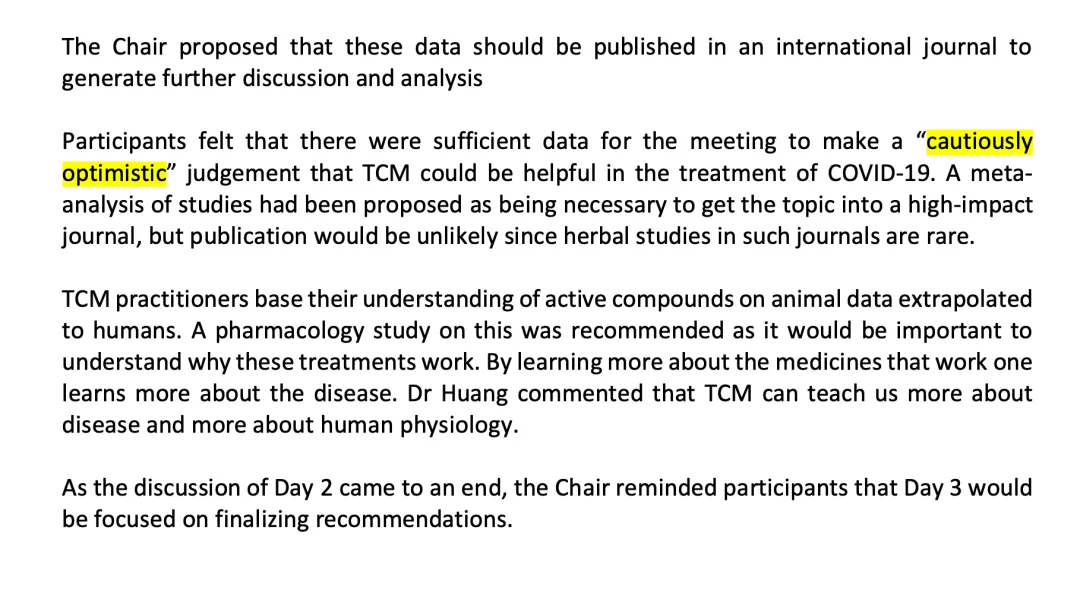 The Chair proposed that these data should be published in an international journal to
generate further discussion and analysis
Participants felt that there were sufficient data for the meeting to make a “cautiously
optimistic” judgement that TCM could be helpful in the treatment of COVID-19. A meta-
analysis of studies had been proposed as being necessary to get the topic into a high-impact
journal, but publication would be unlikely since herbal studies in such journals are rare.
TCM practitioners base their understanding of active compounds on animal data extrapolated
to humans. A pharmacology study on this was recommended as it would be important to
understand why these treatments work. By learning more about the medicines that work one
learns more about the disease. Dr Huang commented that TCM can teach us more about
disease and more about human physiology.
As the discussion of Day 2 came to an end, the Chair reminded participants that Day 3 would
be focused on finalizing recommendations.